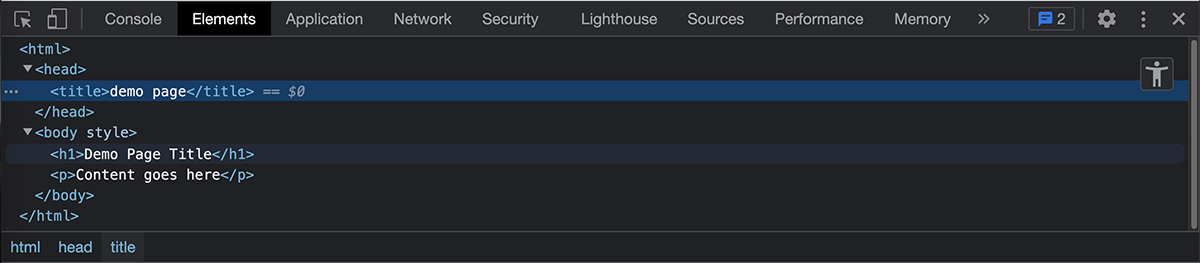 Console Elements Application Network Security Lighthouse Sources Performance Memory » 2
<html>
<head>
<title>demo page</title> == $0
</head>
<body style>
<h1>Demo Page Title</h1>
<p>Content goes here</p>
</body>
</html>
html head title